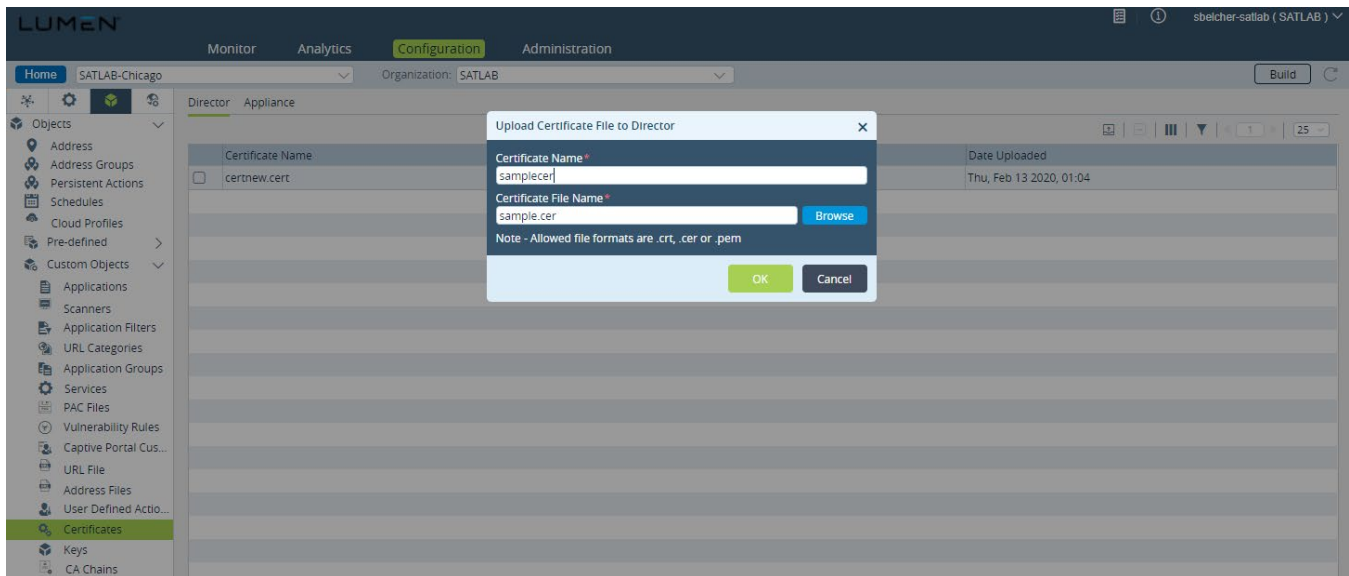 LUMEN
sbelcher-satlab ( SATLAB )
Monitor Analytics Configuration Administration
Home SATLAB-Chicago Organization: SATLAB Build
Director Appliance
Objects
Address
Address Groups
Persistent Actions
Schedules
Cloud Profiles
Pre-defined
Custom Objects
Applications
Scanners
Application Filters
URL Categories
Application Groups
Services
PAC Files
Vulnerability Rules
Captive Portal Cus...
URL File
Address Files
User Defined Actio...
Certificates
Keys
CA Chains
1 25
Certificate Name Date Uploaded
certnew.cert Thu, Feb 13 2020, 01:04
Upload Certificate File to Director
Certificate Name*
samplecer
Certificate File Name*
sample.cer Browse
Note - Allowed file formats are .crt, .cer or .pem
OK Cancel